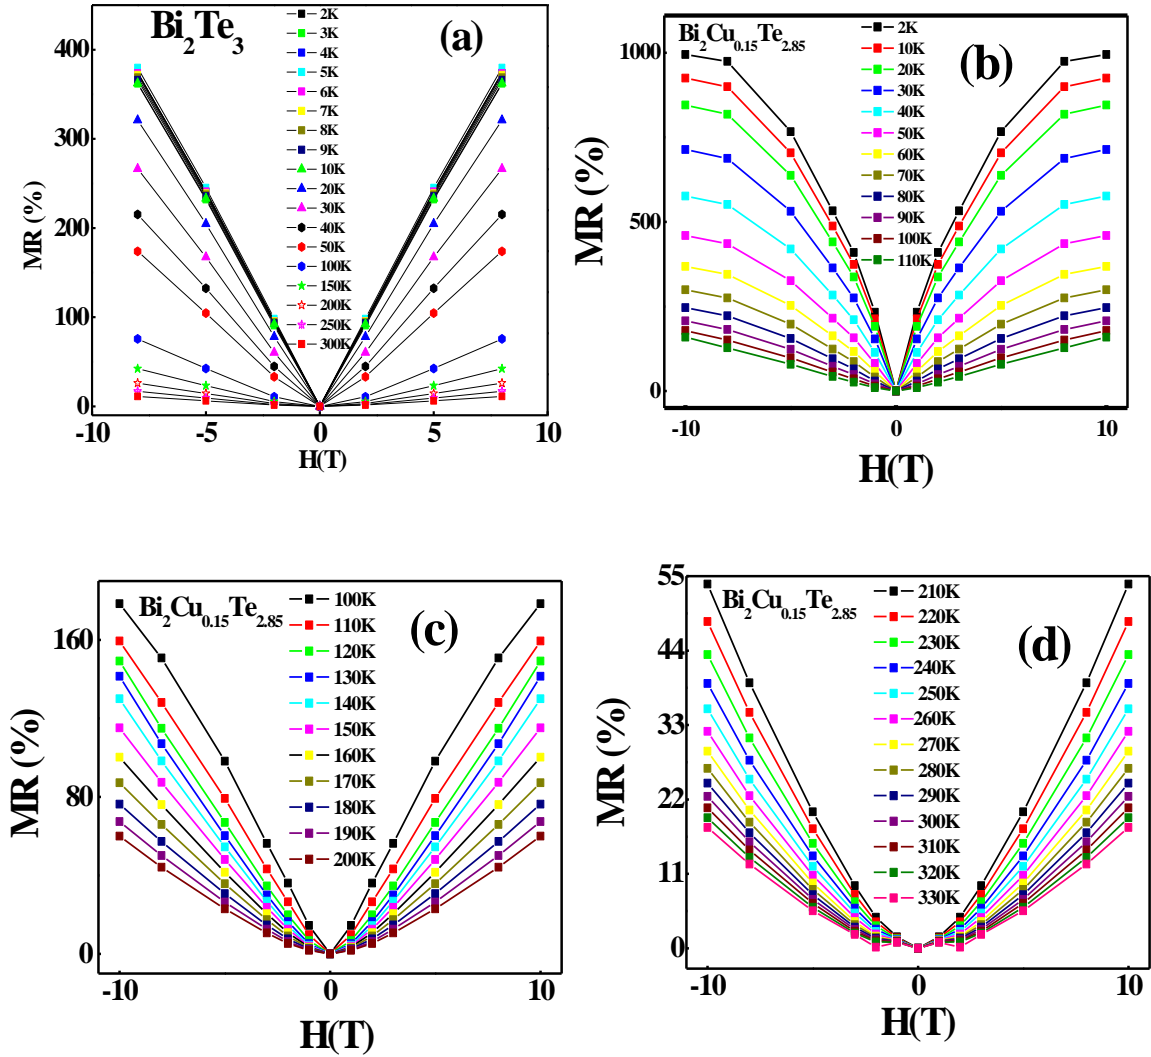 Bi2Te3
(a)
2K
3K
4K
5K
6K
7K
8K
9K
10K
20K
30K
40K
50K
100K
150K
200K
250K
300K
MR (%)
400
300
200
100
0
-10 -5 0 5 10
H(T)
Bi2Cu0.15Te2.85
(b)
2K
10K
20K
30K
40K
50K
60K
70K
80K
90K
100K
110K
MR (%)
1000
500
0
-10 0 10
H(T)
Bi2Cu0.15Te2.85
(c)
100K
110K
120K
130K
140K
150K
160K
170K
180K
190K
200K
MR (%)
160
80
0
-10 0 10
H(T)
Bi2Cu0.15Te2.85
(d)
210K
220K
230K
240K
250K
260K
270K
280K
290K
300K
310K
320K
330K
MR (%)
55
44
33
22
11
0
-10 0 10
H(T)